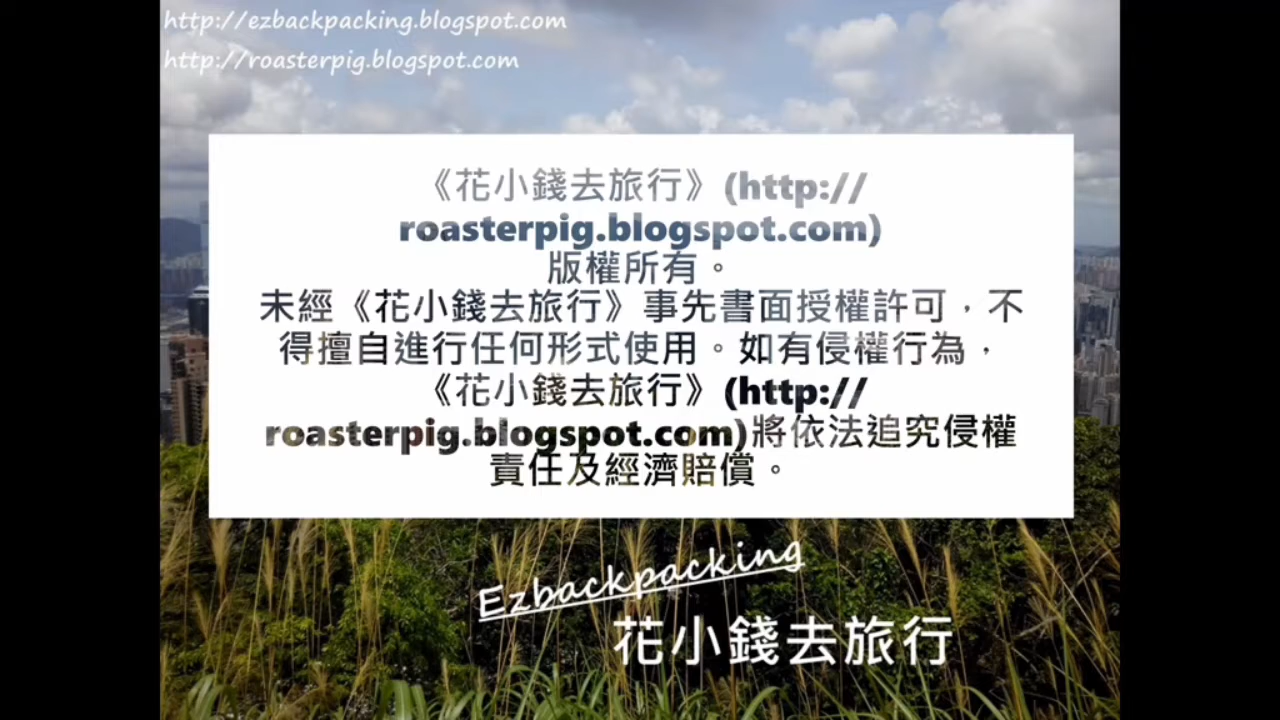 http://ezbackpacking.blogspot.com
http://roasterpig.blogspot.com
《花小錢去旅行》(http://
roasterpig.blogspot.com)
版權所有。
未經《花小錢去旅行》事先書面授權許可，不
得擅自進行任何形式使用。如有侵權行為，
《花小錢去旅行》(http://
roasterpig.blogspot.com)將依法追究侵權
責任及經濟賠償。
Ezbackpacking
花小錢去旅行